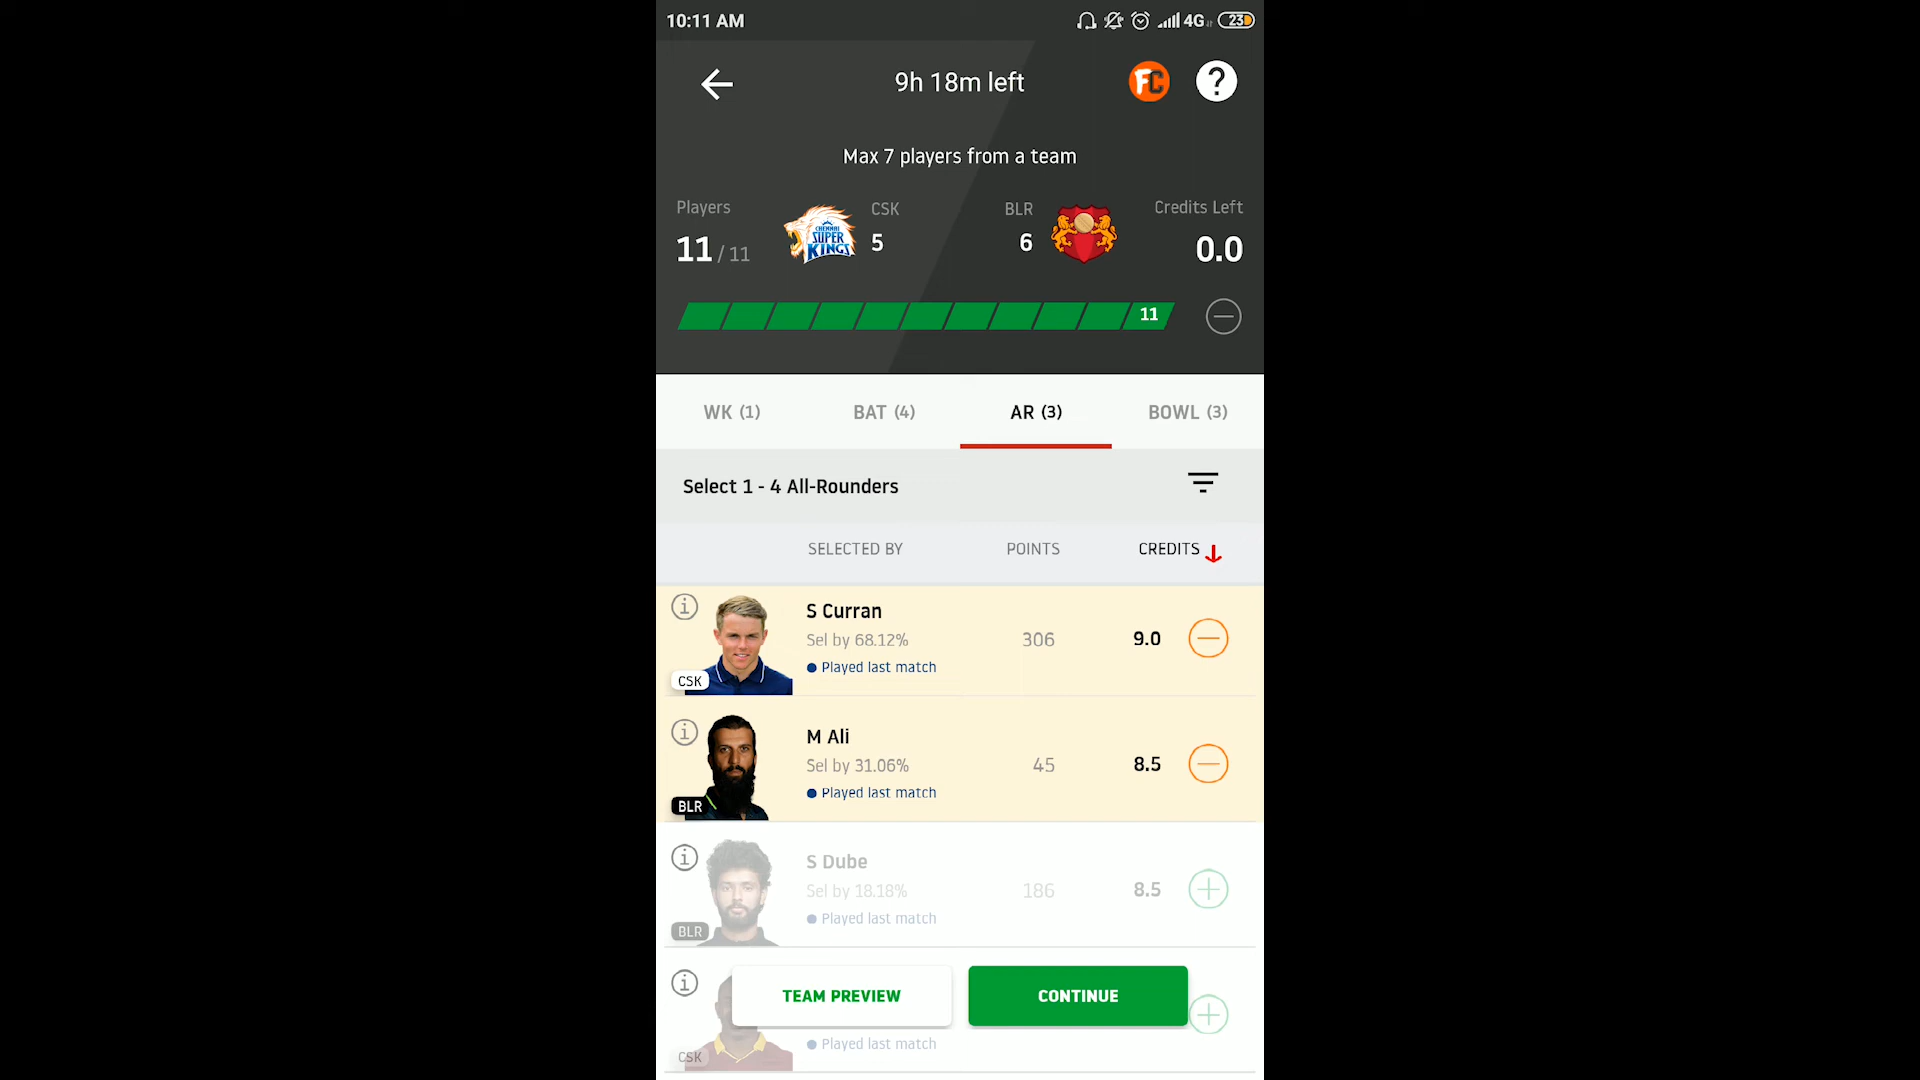 10:11 AM
4G
23
9h 18m left
FC
?
Max 7 players from a team
Players
CSK
BLR
Credits Left
11 / 11
CHENNAI
SUPER
KINGS
5
6
0.0
11
WK (1)
BAT (4)
AR (3)
BOWL (3)
Select 1 - 4 All-Rounders
SELECTED BY
POINTS
CREDITS
S Curran
Sel by 68.12%
306
9.0
Played last match
CSK
M Ali
Sel by 31.06%
45
8.5
Played last match
BLR
S Dube
Sel by 18.18%
186
8.5
Played last match
BLR
TEAM PREVIEW
CONTINUE
Played last match
CSK